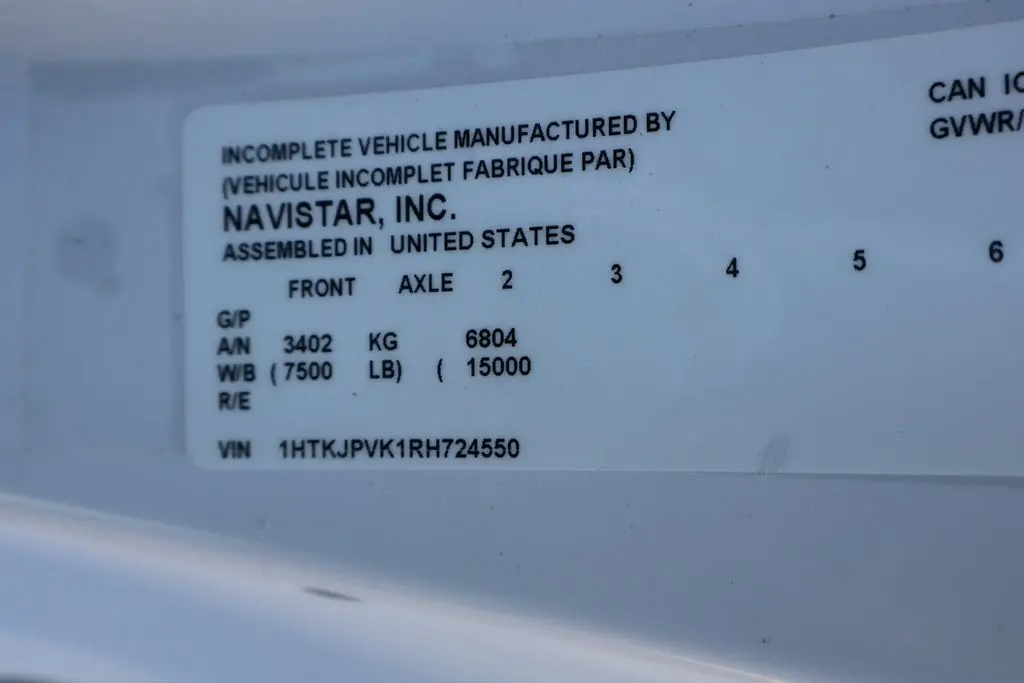 INCOMPLETE VEHICLE MANUFACTURED BY
(VEHICULE INCOMPLET FABRIQUE PAR)
NAVISTAR, INC.
ASSEMBLED IN UNITED STATES
CAN
GVWR/
FRONT AXLE 2 3 4 5 6
G/P
A/N 3402 KG 6804
W/B ( 7500 LB) ( 15000
R/E
VIN 1HTKJPVK1RH724550